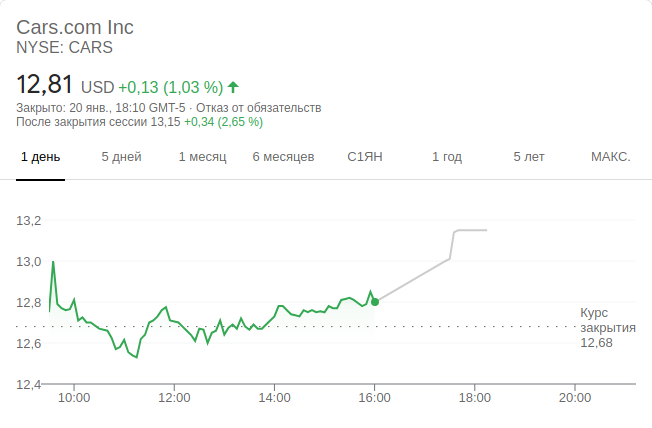 Cars.com Inc
NYSE: CARS
12,81 USD +0,13 (1,03 %)
Закрыто: 20 янв., 18:10 GMT-5 · Отказ от обязательств
После закрытия сессии 13,15 +0,34 (2,65 %)
1 день 5 дней 1 месяц 6 месяцев С1ЯН 1 год 5 лет МАКС.
13,2
13,0
12,8
Курс
закрытия
12,68
12,6
12,4
10:00 12:00 14:00 16:00 18:00 20:00